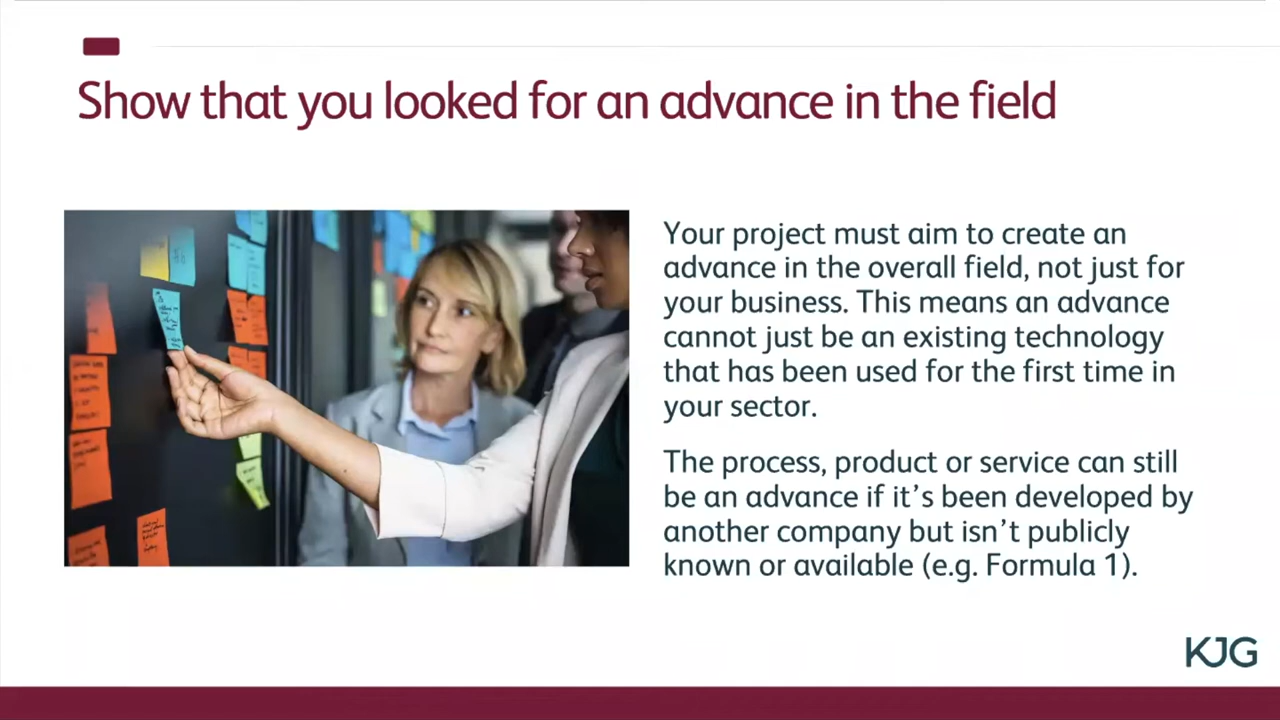 Show that you looked for an advance in the field
Your project must aim to create an
advance in the overall field, not just for
your business. This means an advance
cannot just be an existing technology
that has been used for the first time in
your sector.
The process, product or service can still
be an advance if it's been developed by
another company but isn't publicly
known or available (e.g. Formula 1).
KJG